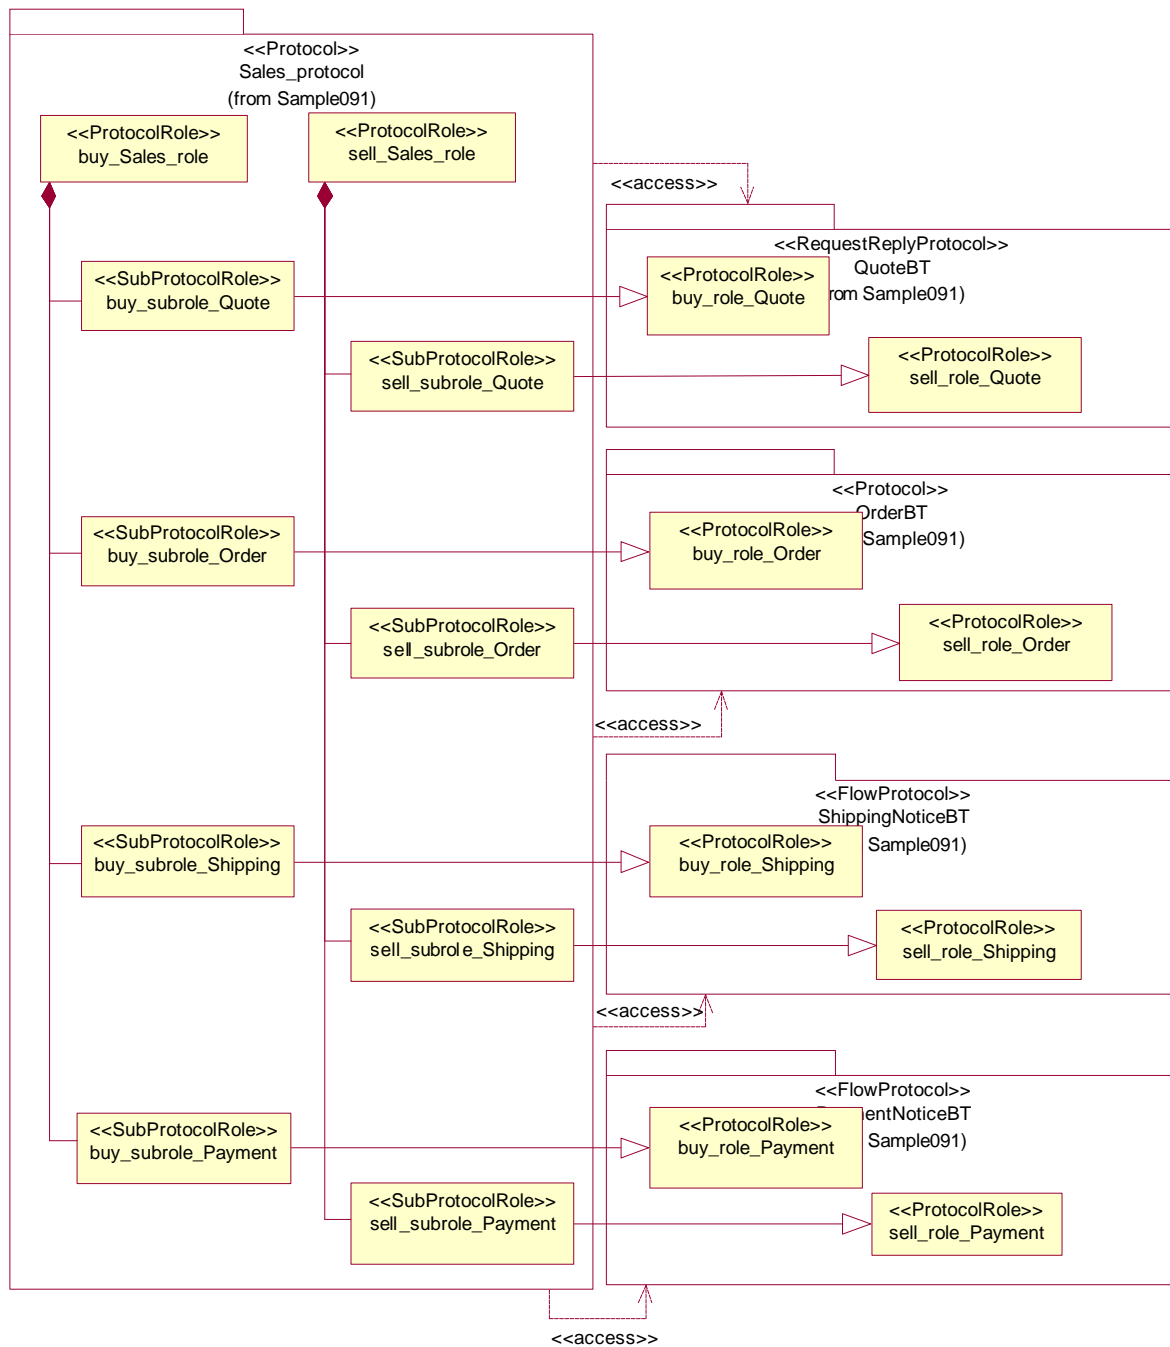 <<Protocol>>
Sales_protocol
(from Sample091)
<<ProtocolRole>>
buy_Sales_role
<<ProtocolRole>>
sell_Sales_role
<<SubProtocolRole>>
buy_subrole_Quote
<<SubProtocolRole>>
sell_subrole_Quote
<<SubProtocolRole>>
buy_subrole_Order
<<SubProtocolRole>>
sell_subrole_Order
<<SubProtocolRole>>
buy_subrole_Shipping
<<SubProtocolRole>>
sell_subrole_Shipping
<<SubProtocolRole>>
buy_subrole_Payment
<<SubProtocolRole>>
sell_subrole_Payment
<<access>>
<<RequestReplyProtocol>>
QuoteBT
rom Sample091)
<<ProtocolRole>>
buy_role_Quote
<<ProtocolRole>>
sell_role_Quote
<<Protocol>>
OrderBT
Sample091)
<<ProtocolRole>>
buy_role_Order
<<ProtocolRole>>
sell_role_Order
<<access>>
<<FlowProtocol>>
ShippingNoticeBT
Sample091)
<<ProtocolRole>>
buy_role_Shipping
<<ProtocolRole>>
sell_role_Shipping
<<access>>
<<FlowProtocol>>
entNoticeBT
Sample091)
<<ProtocolRole>>
buy_role_Payment
<<ProtocolRole>>
sell_role_Payment
<<access>>